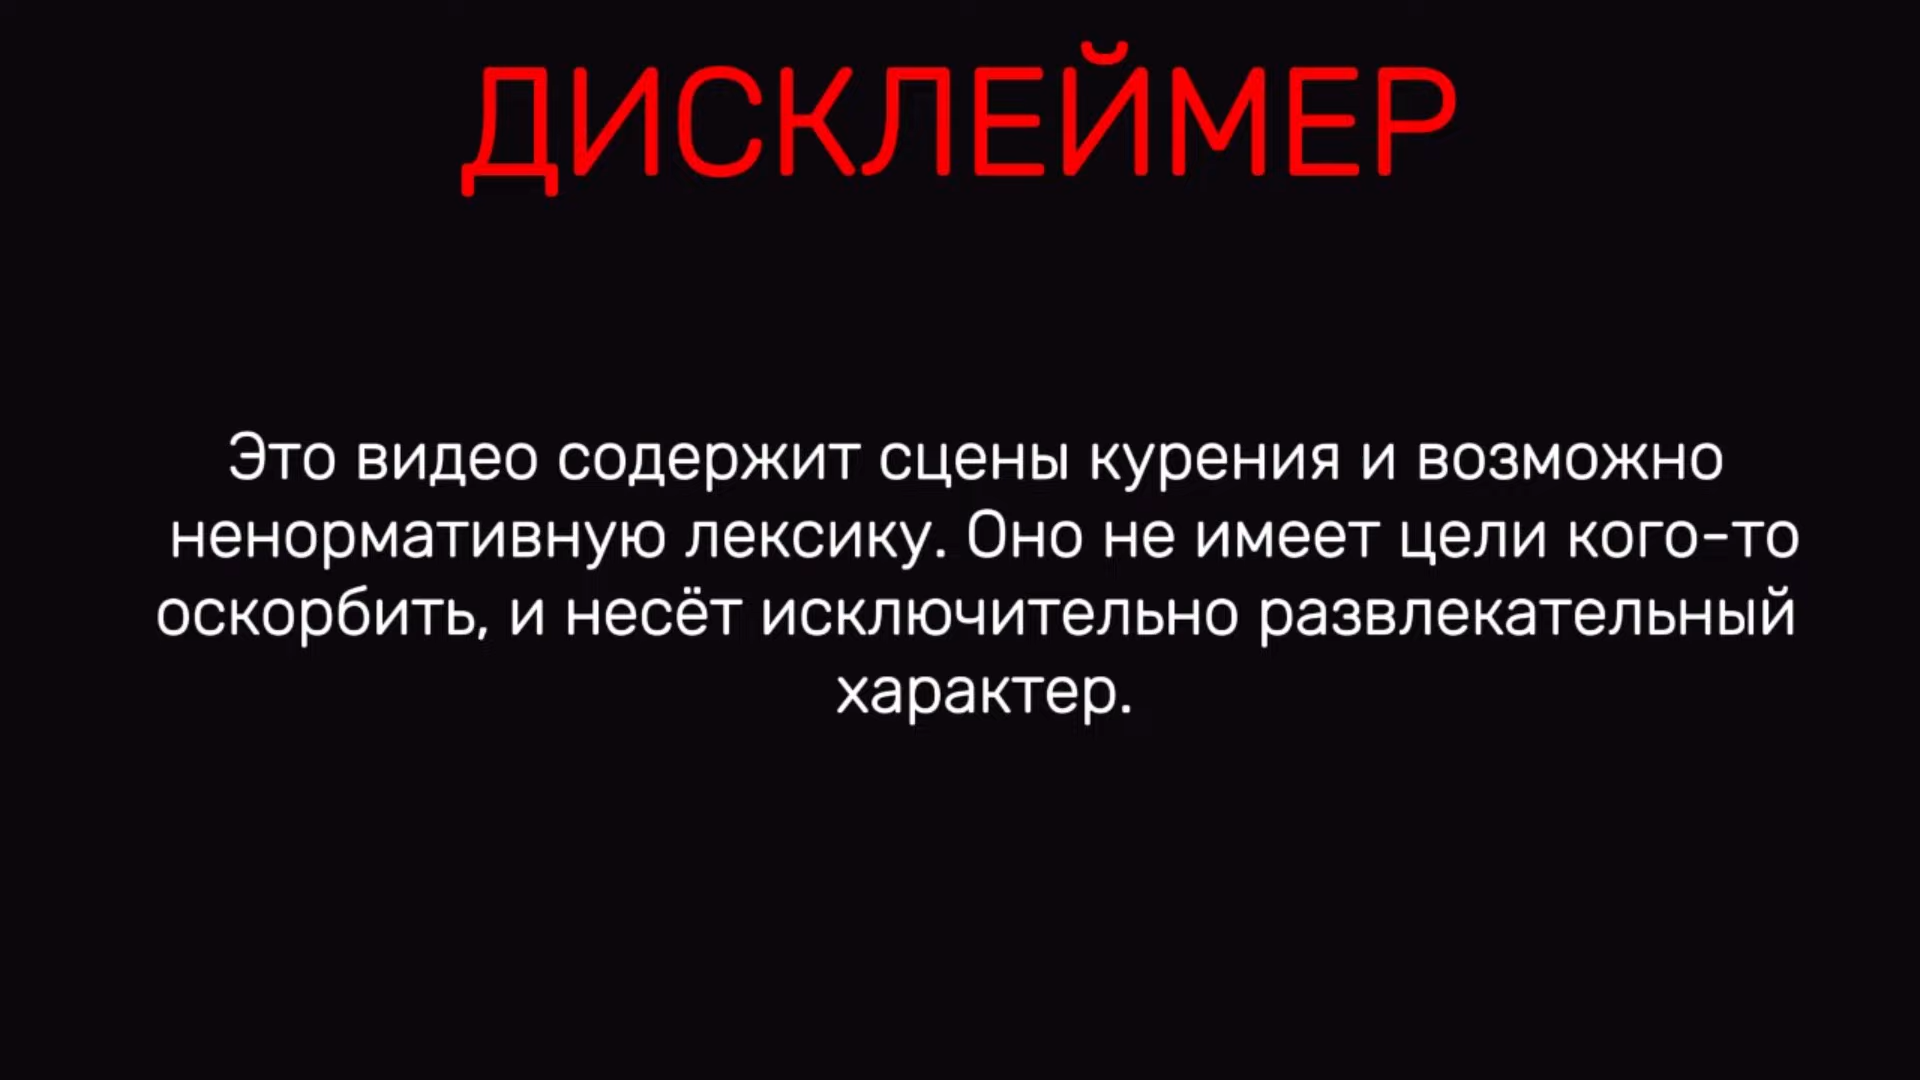 ДИСКЛЕЙМЕР
Это видео содержит сцены курения и возможно
ненормативную лексику. Оно не имеет цели кого-то
оскорбить, и несёт исключительно развлекательный
характер.